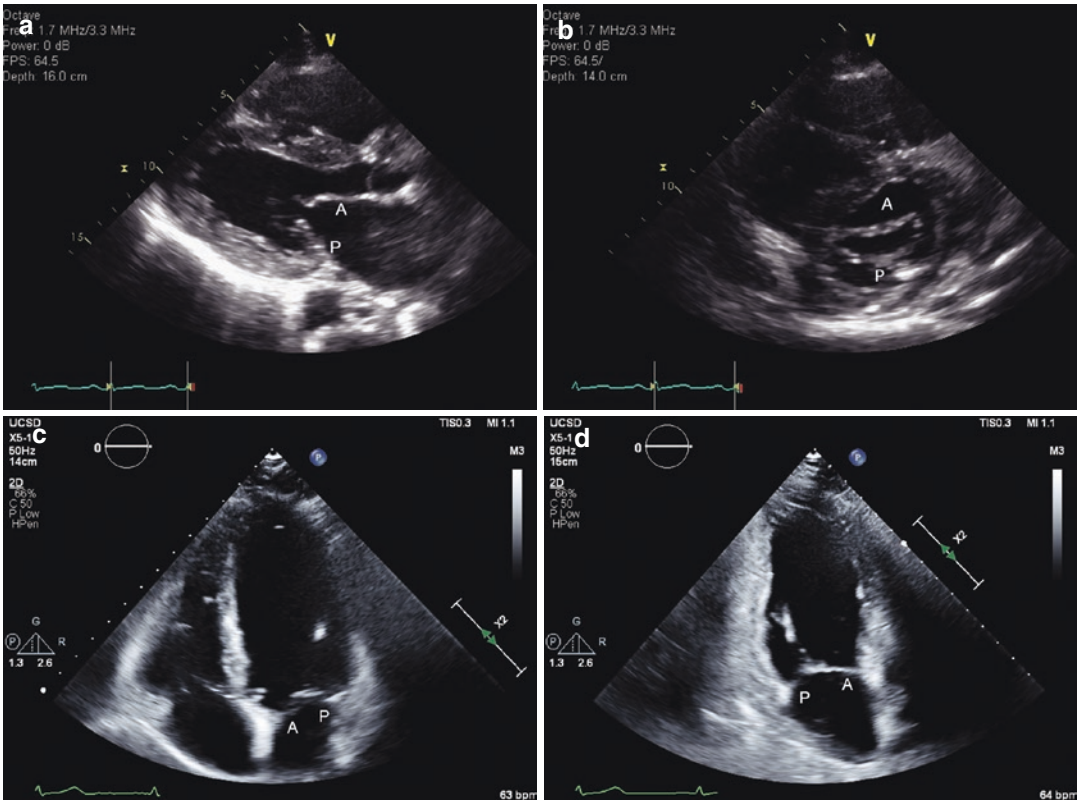 a
Octave
Freq: 1.7 MHz/3.3 MHz
Power: 0 dB
FPS: 64.5
Depth: 16.0 cm
V
5
10
15
A
P
b
Octave
Freq: 1.7 MHz/3.3 MHz
Power: 0 dB
FPS: 64.5/
Depth: 14.0 cm
V
5
10
A
P
c
UCSD
X5-1
50Hz
14cm
2D
66%
C 50
P Low
HPen
0
P
TIS0.3 MI 1.1
M3
X2
G
P R
1.3 2.6
A
P
63 bpm
d
UCSD
X5-1
50Hz
15cm
2D
66%
C 50
P Low
HPen
0
P
TIS0.3 MI 1.1
M3
X2
G
P R
1.3 2.6
P
A
64 bpm